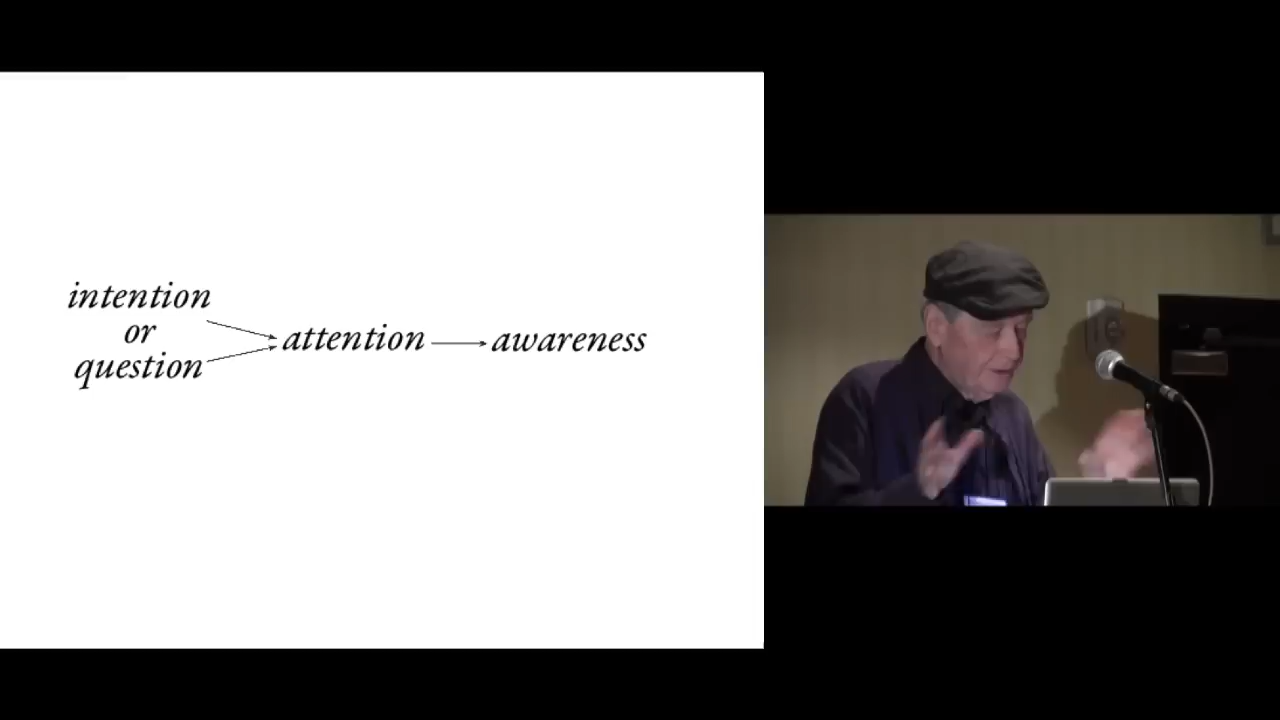 intention
or
question
attention
awareness